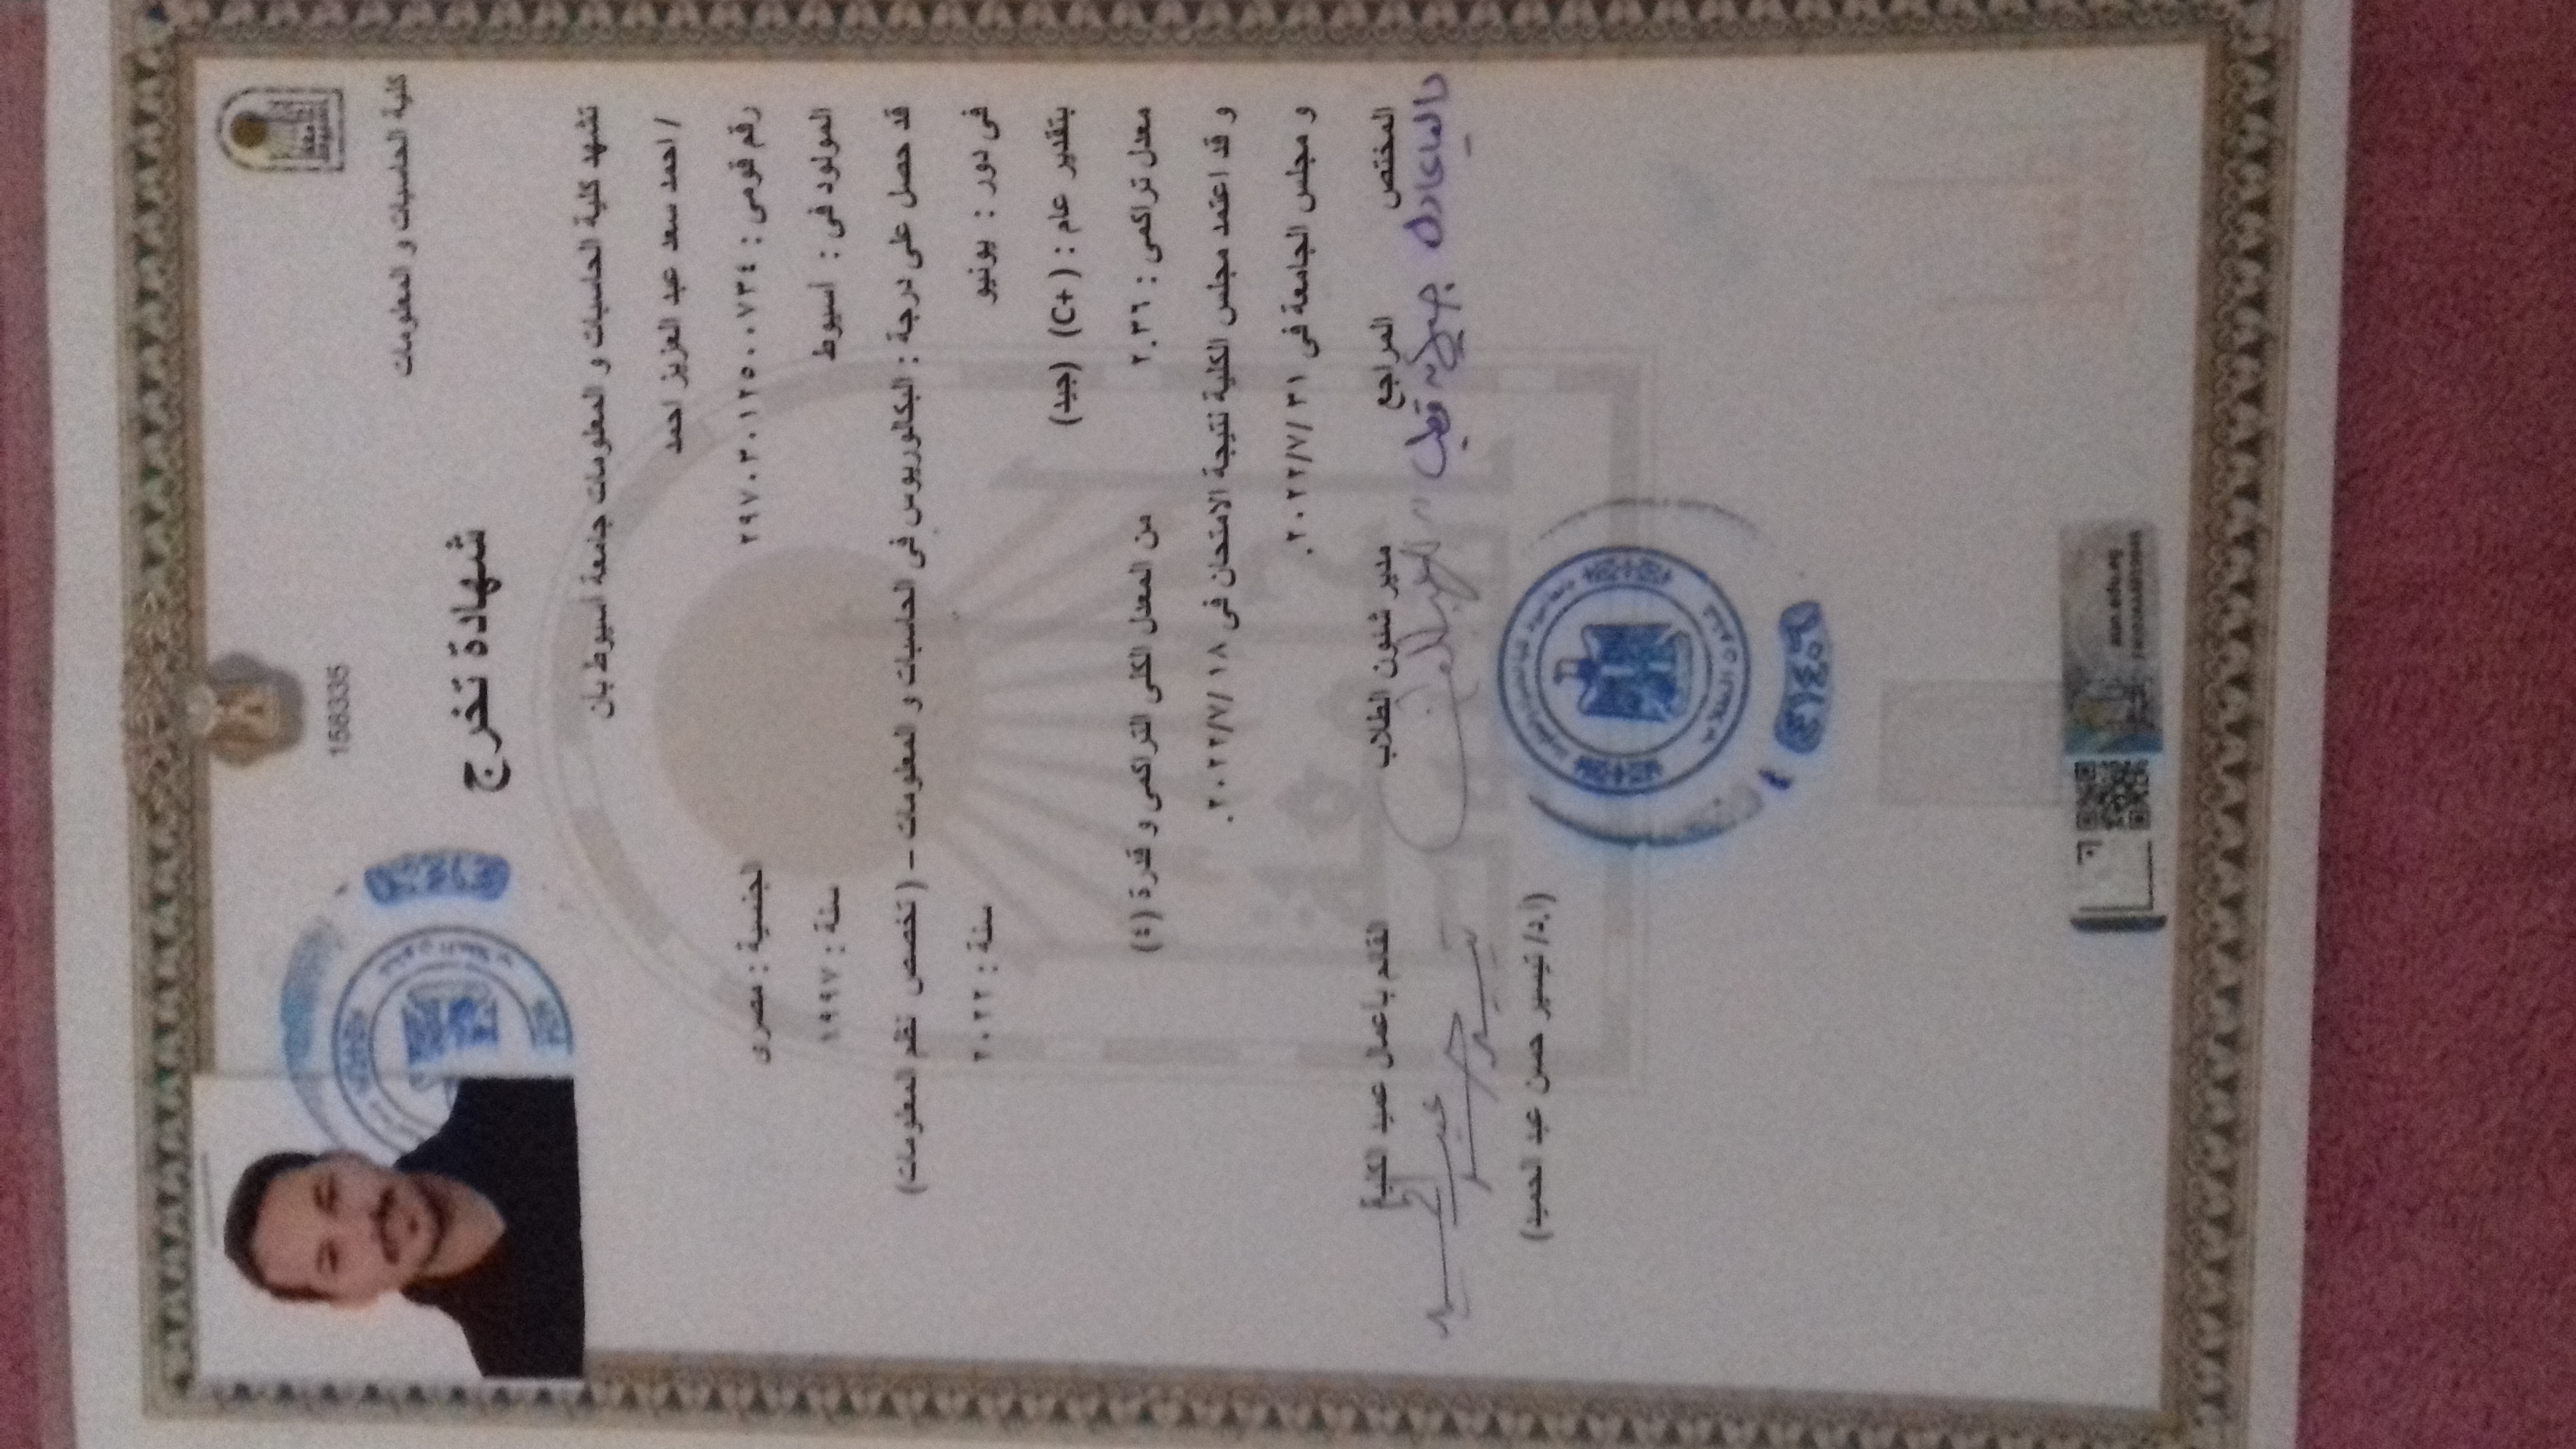 158335
جامعة
أسيوط
كلية الحاسبات و المعلومات
شهادة تخرج
تشهد كلية الحاسبات و المعلومات جامعة أسيوط بأن
/ احمد سعد عبد العزيز احمد
رقم قومى : ٢٩٧٠٣٠١٢٥٠٠٧٣٤ الجنسية : مصرى
المولود فى : أسيوط سنة : ١٩٩٧
قد حصل على درجة : البكالوريوس فى الحاسبات و المعلومات – ( تخصص نظم المعلومات)
فى دور : يونيو سنة : ٢٠٢٢
بتقدير عام : ( +C) (جيد)
معدل تراكمى : ٢.٣٦ من المعدل الكلى التراكمى و قدرة (٤)
و قد اعتمد مجلس الكلية نتيجة الامتحان فى ١٨ /٢٠٢٢/٧.
و مجلس الجامعة فى ٣١ /٢٠٢٢/٧.
المختص المراجع مدير شئون الطلاب القائم بأعمال عميد الكلية
داليا عادل قطب تيسير حسن عبد الحميد
(أ.د/ تيسير حسن عبد الحميد)
شئون الطلاب
aun.edu.eg